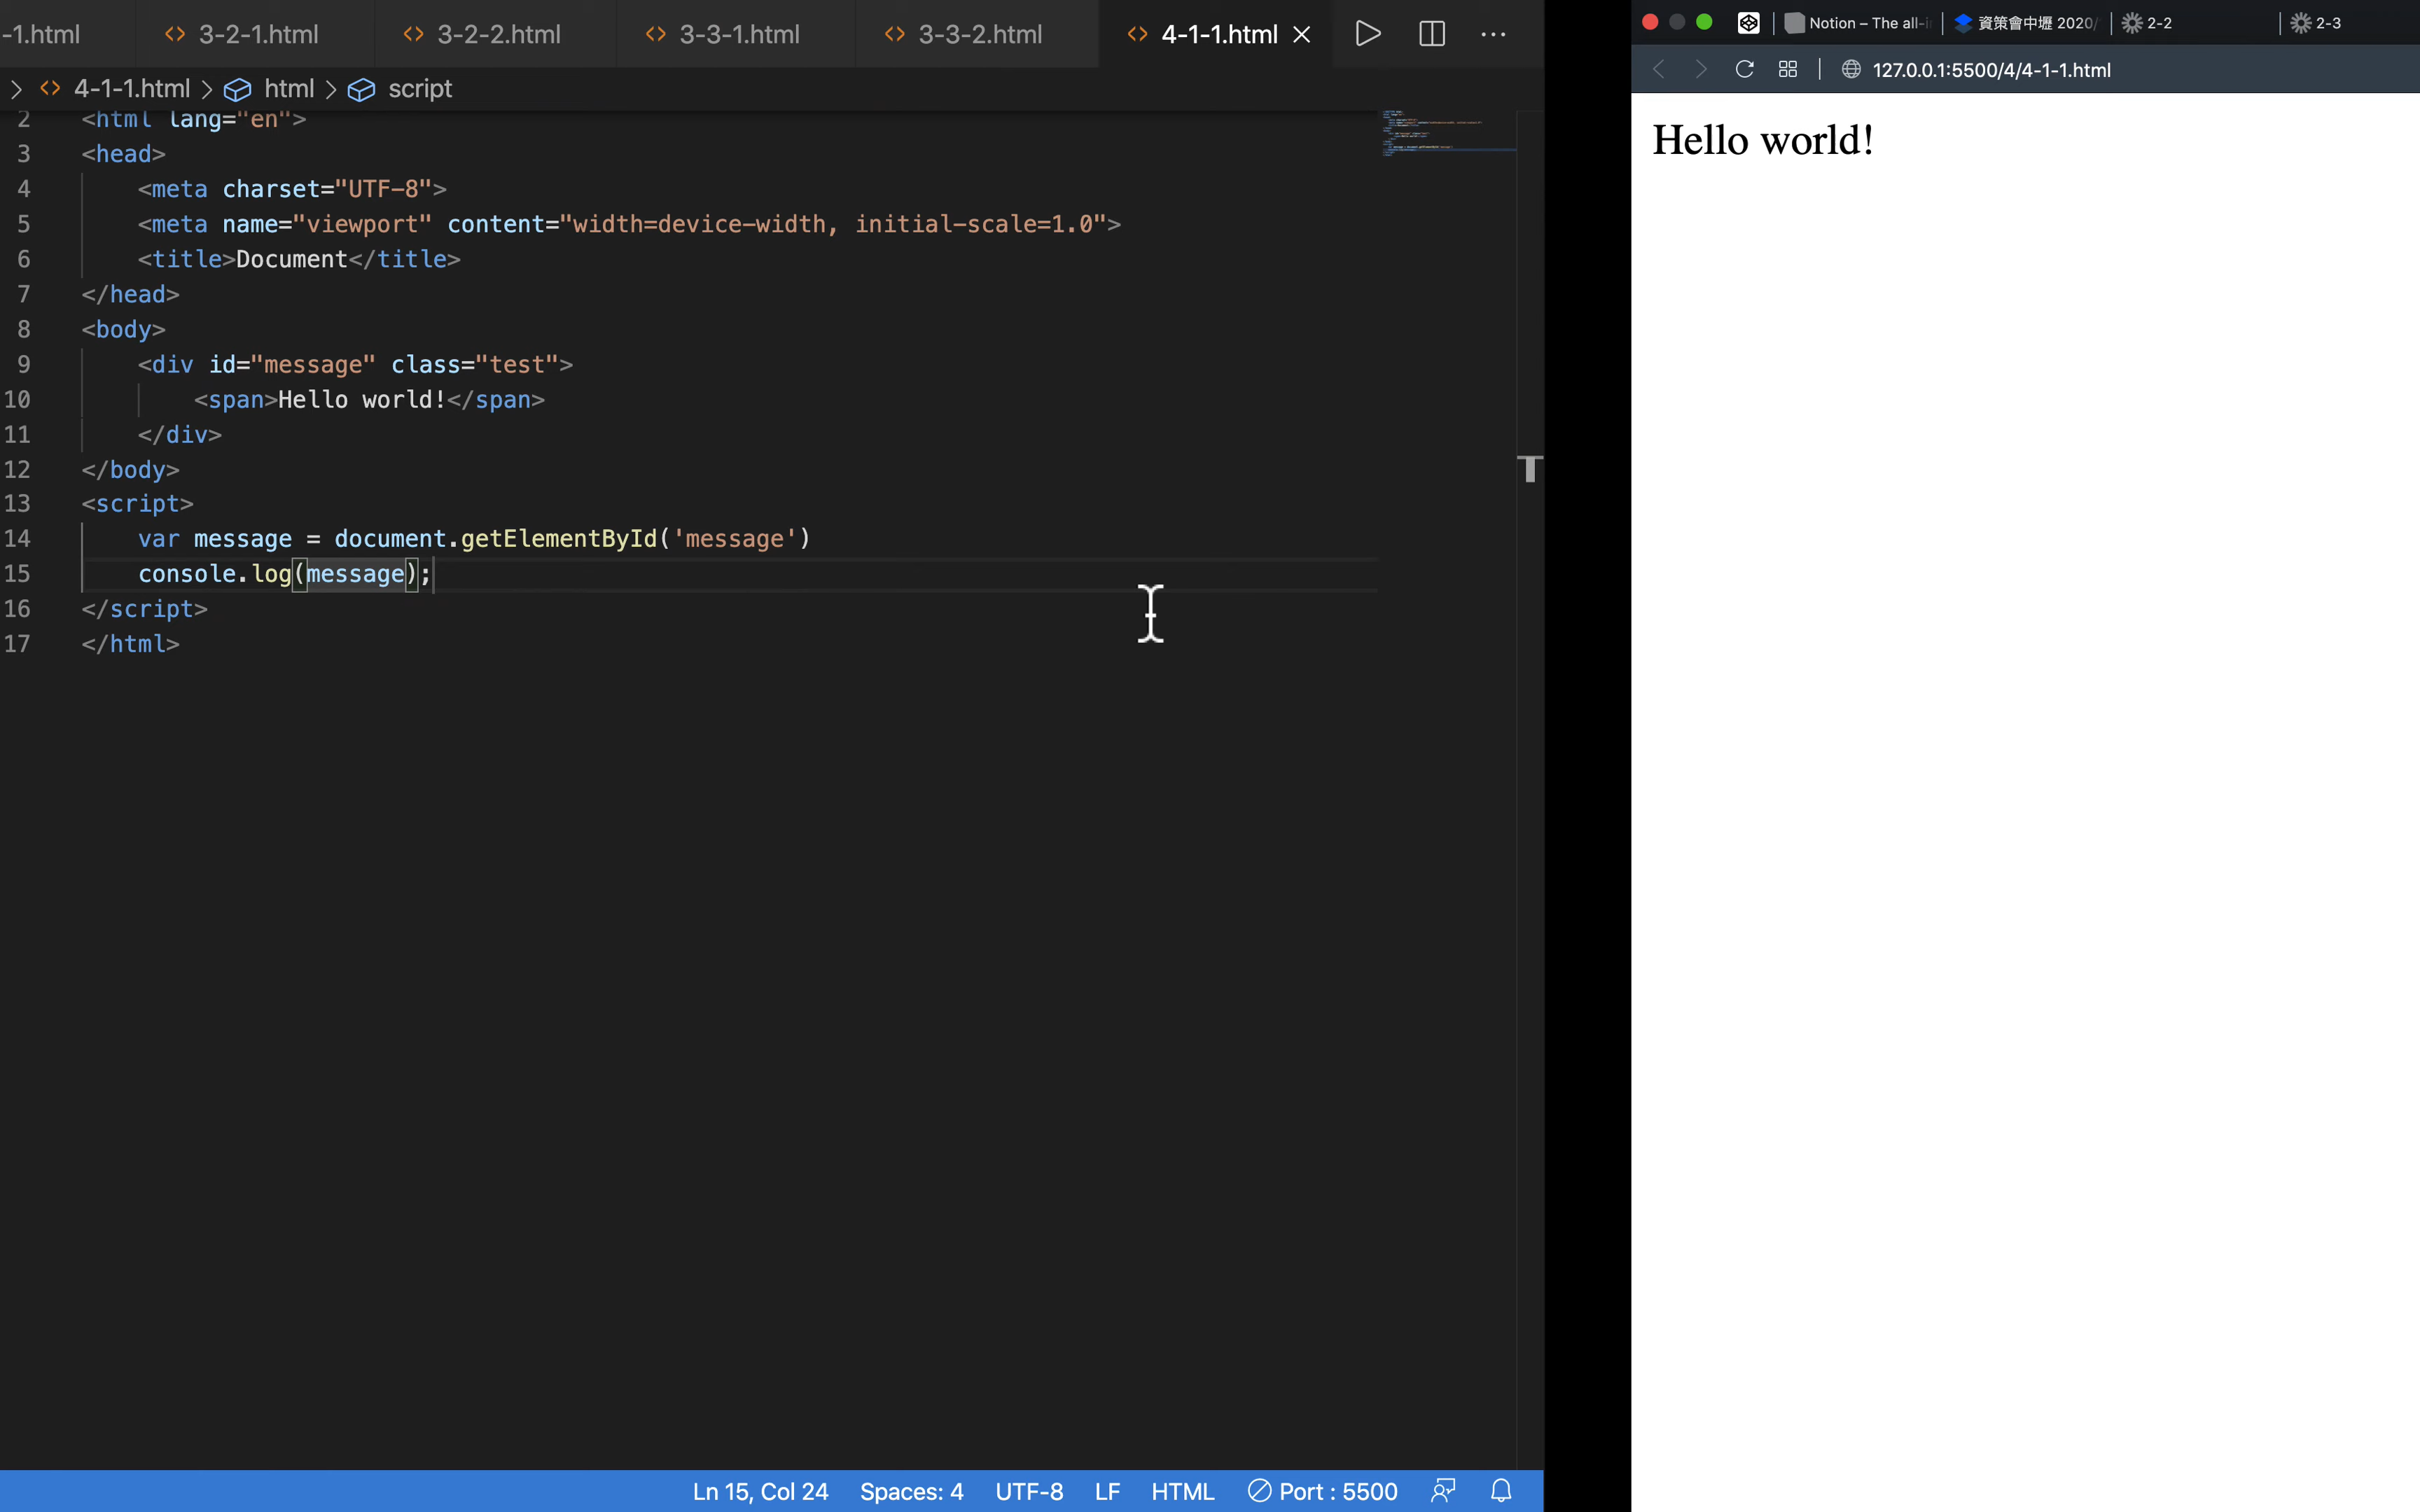 -1.html
3-2-1.html
3-2-2.html
3-3-1.html
3-3-2.html
4-1-1.html
4-1-1.html html script
2 <html lang="en">
3 <head>
4 <meta charset="UTF-8">
5 <meta name="viewport" content="width=device-width, initial-scale=1.0">
6 <title>Document</title>
7 </head>
8 <body>
9 <div id="message" class="test">
10 <span>Hello world!</span>
11 </div>
12 </body>
13 <script>
14 var message = document.getElementById('message')
15 console.log(message);
16 </script>
17 </html>
Ln 15, Col 24 Spaces: 4 UTF-8 LF HTML Port : 5500
Notion – The all-i
資策會中壢 2020/
2-2
2-3
127.0.0.1:5500/4/4-1-1.html
Hello world!